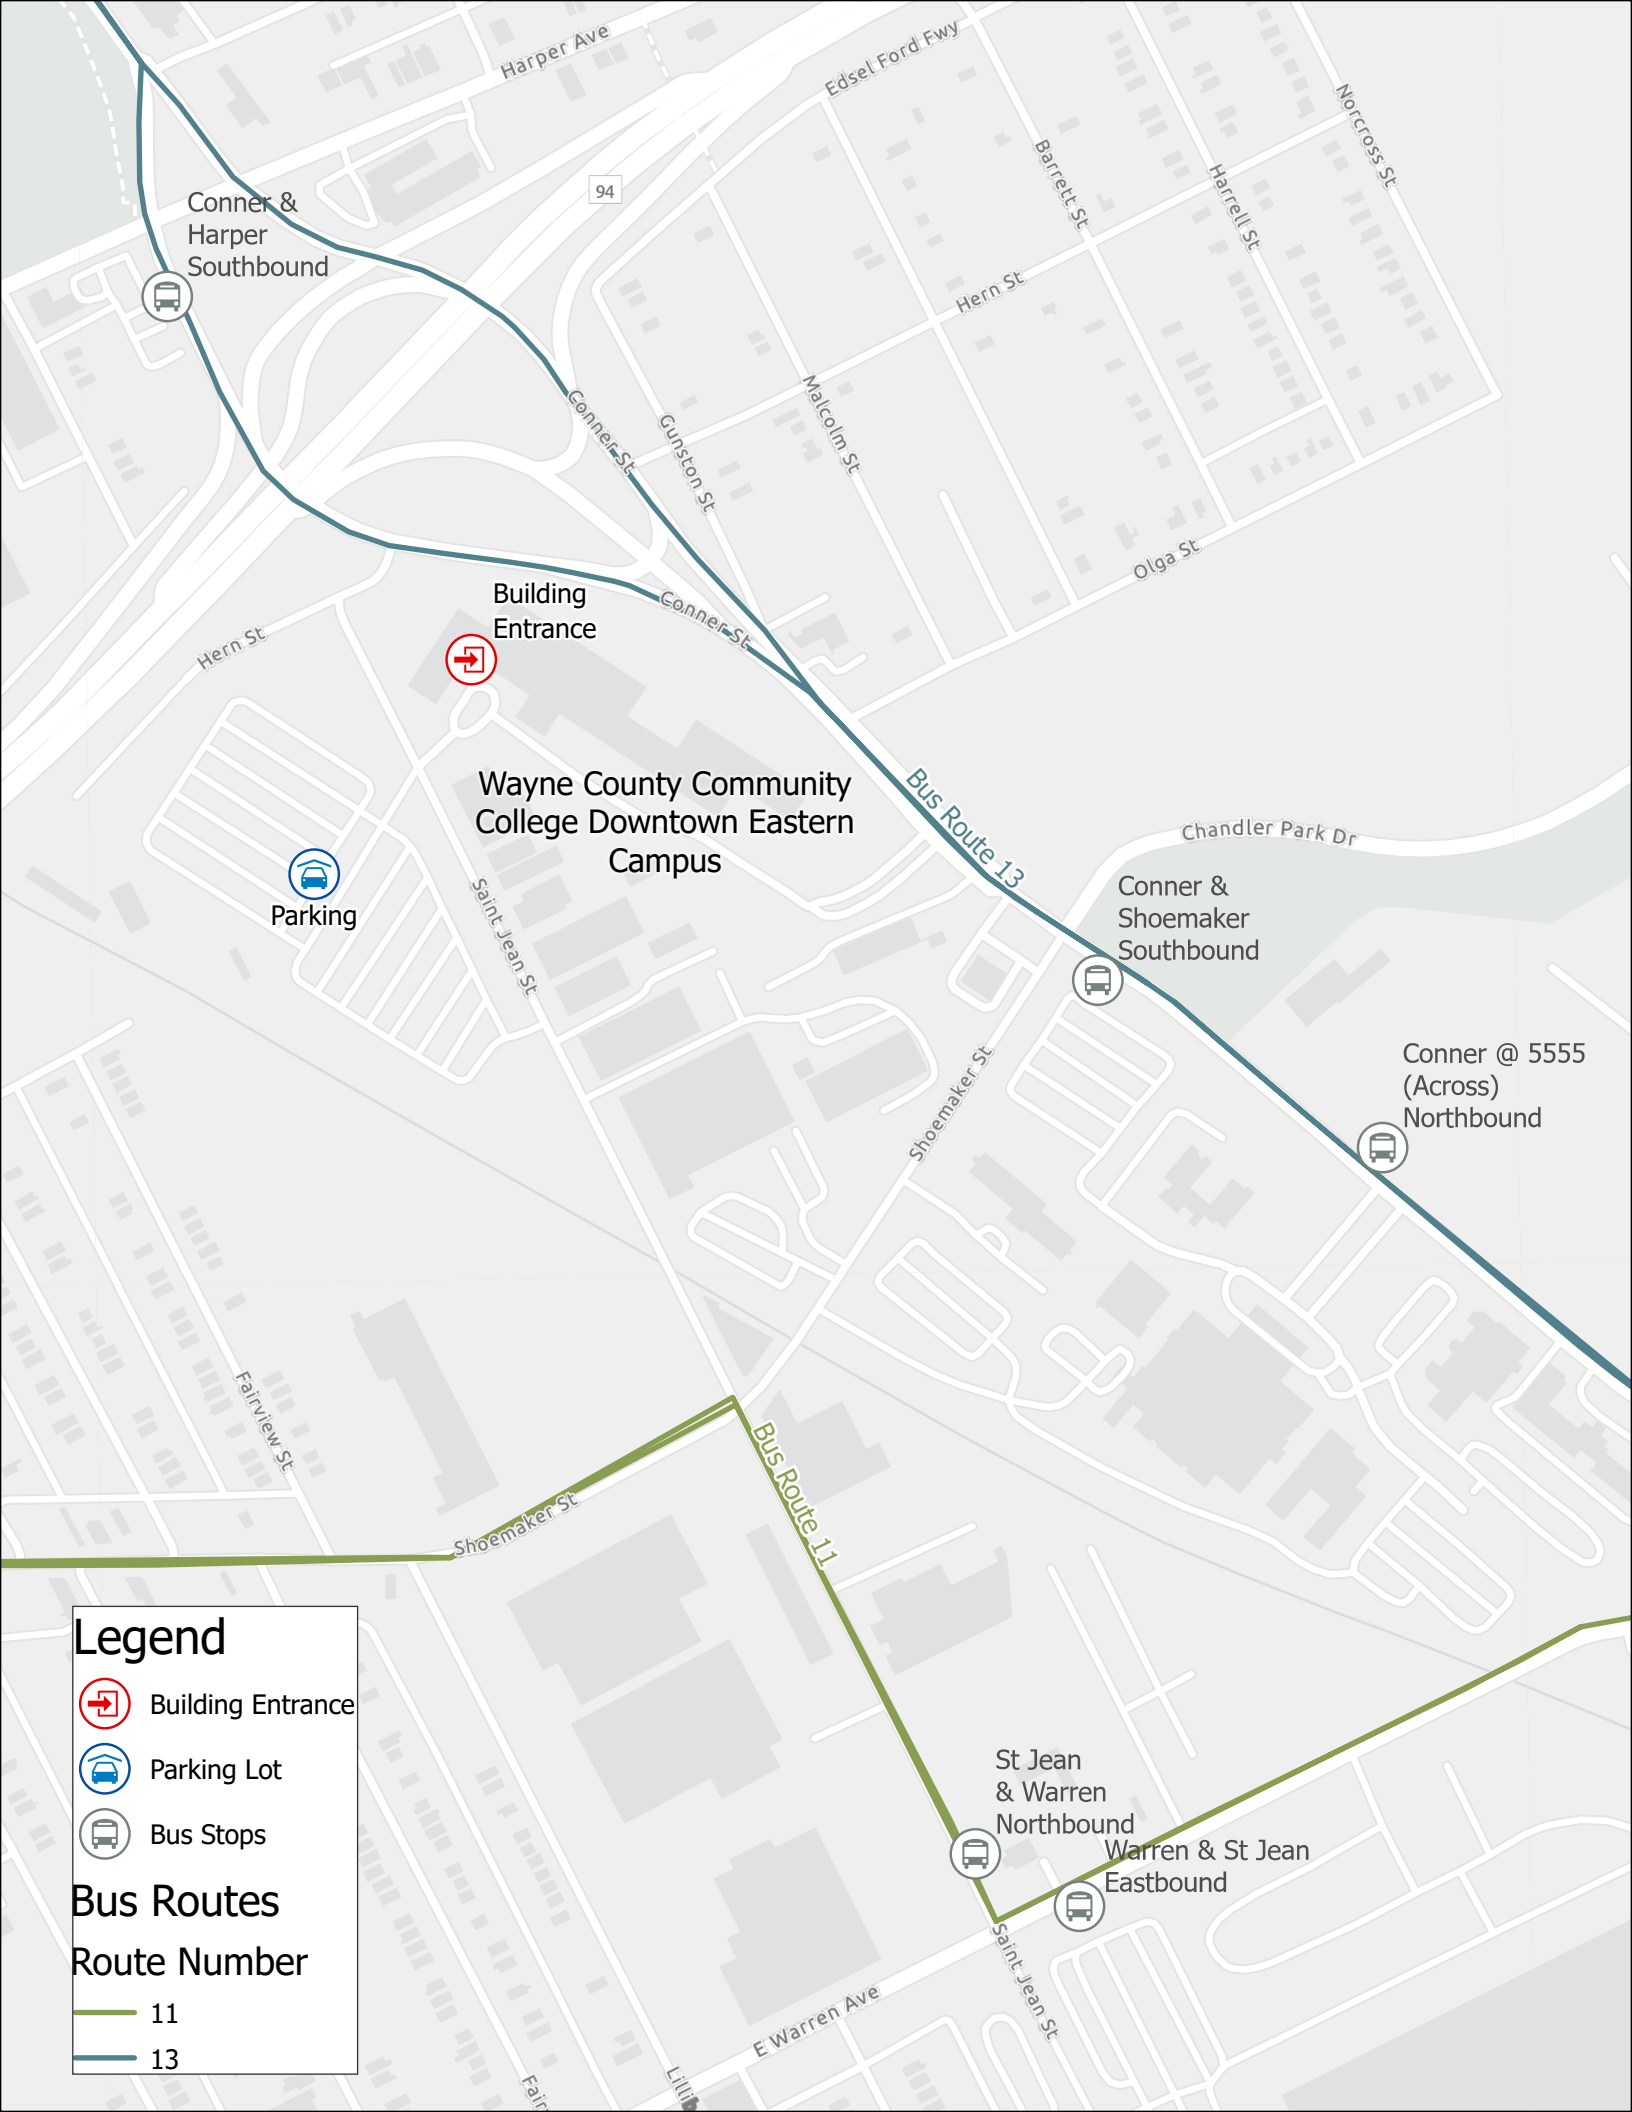 Harper Ave
Edsel Ford Fwy
Norcross St
Barrett St
Harrell St
94
Conner &
Harper
Southbound
Hern St
Malcolm St
Conner St
Gunston St
Olga St
Building
Entrance
Conner St
Hern St
Wayne County Community
College Downtown Eastern
Campus
Bus Route 13
Chandler Park Dr
Parking
Saint Jean St
Conner &
Shoemaker
Southbound
Conner @ 5555
(Across)
Northbound
Shoemaker St
Fairview St
Bus Route 11
Shoemaker St
Legend
Building Entrance
Parking Lot
Bus Stops
Bus Routes
Route Number
11
13
St Jean
& Warren
Northbound
Warren & St Jean
Eastbound
Saint Jean St
E Warren Ave